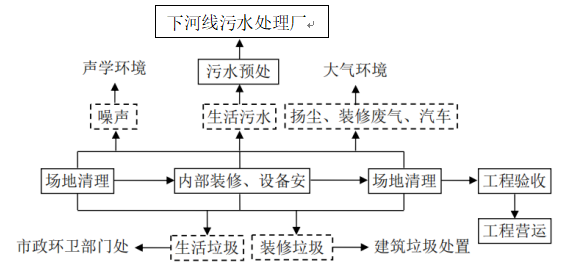 下河线污水处理厂
声学环境
污水预处
大气环境
噪声
生活污水
扬尘、装修废气、汽车
场地清理
内部装修、设备安
场地清理
工程验收
工程营运
市政环卫部门处
生活垃圾
装修垃圾
建筑垃圾处置